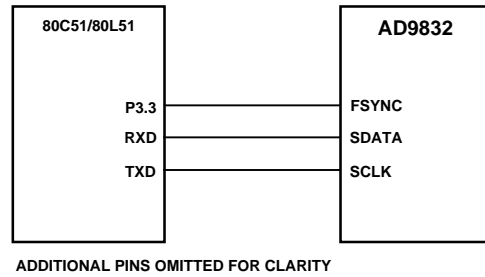 80C51/80L51
AD9832
P3.3
FSYNC
RXD
SDATA
TXD
SCLK
ADDITIONAL PINS OMITTED FOR CLARITY